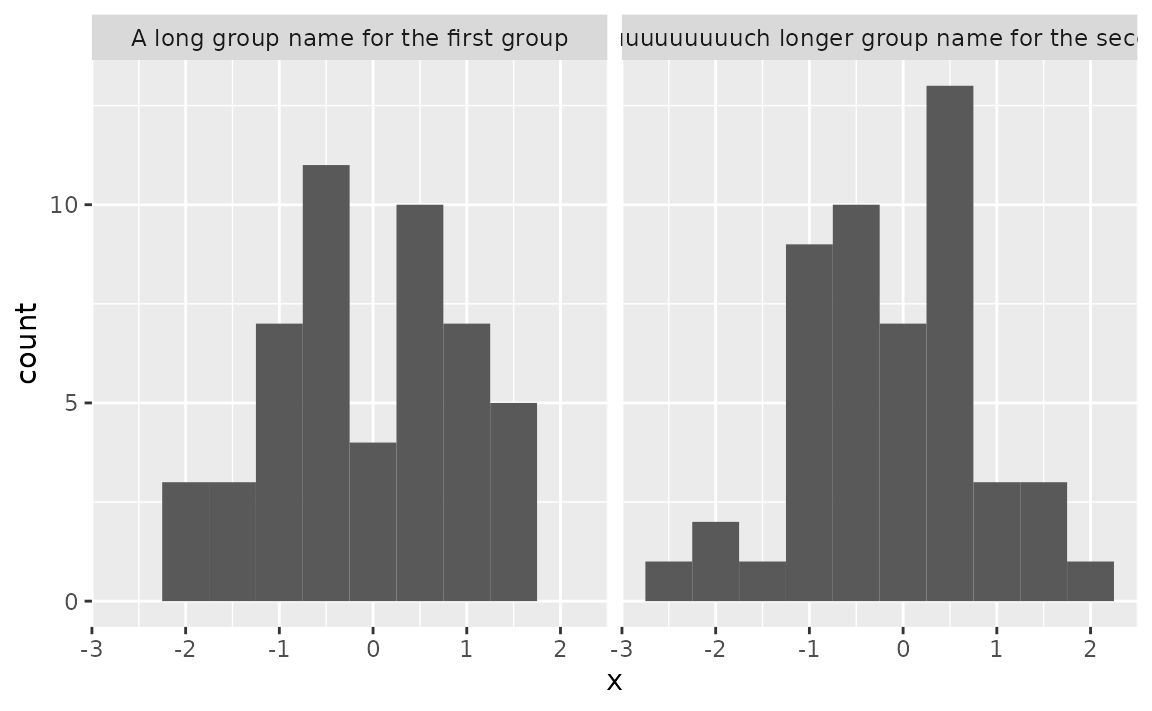 A long group name for the first group
uuuuuuuuuch longer group name for the
10
5
0
count
-3 -2 -1 0 1 2
-3 -2 -1 0 1 2
x